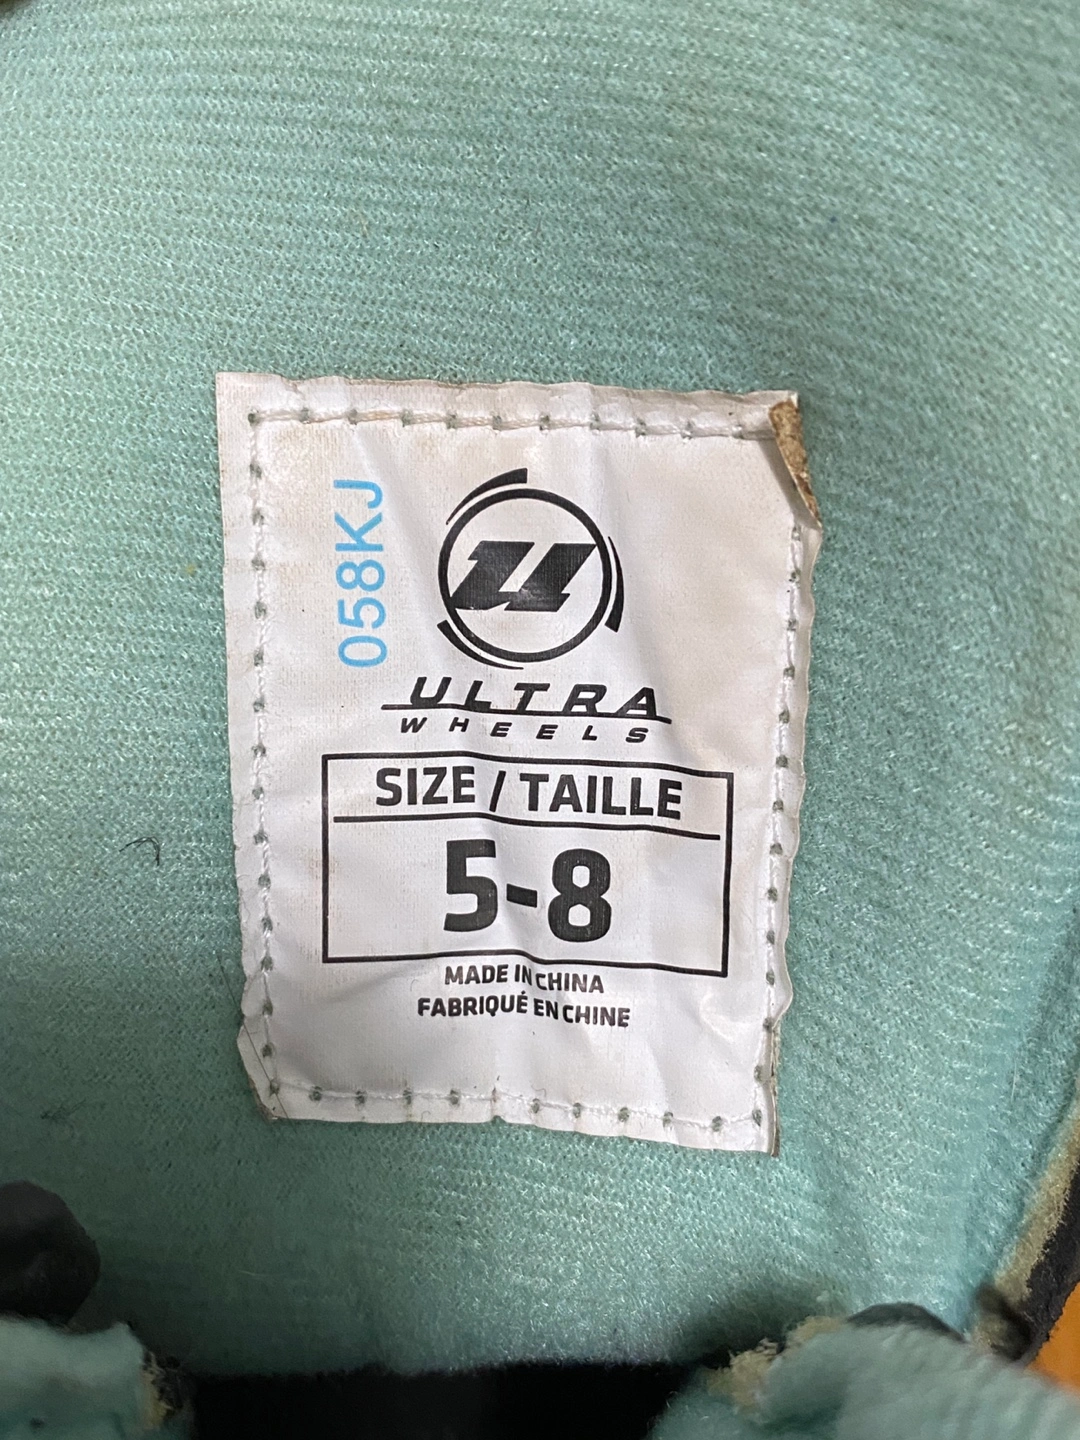 058KJ
U
ULTRA
WHEELS
SIZE / TAILLE
5-8
MADE IN CHINA
FABRIQUÉ EN CHINE